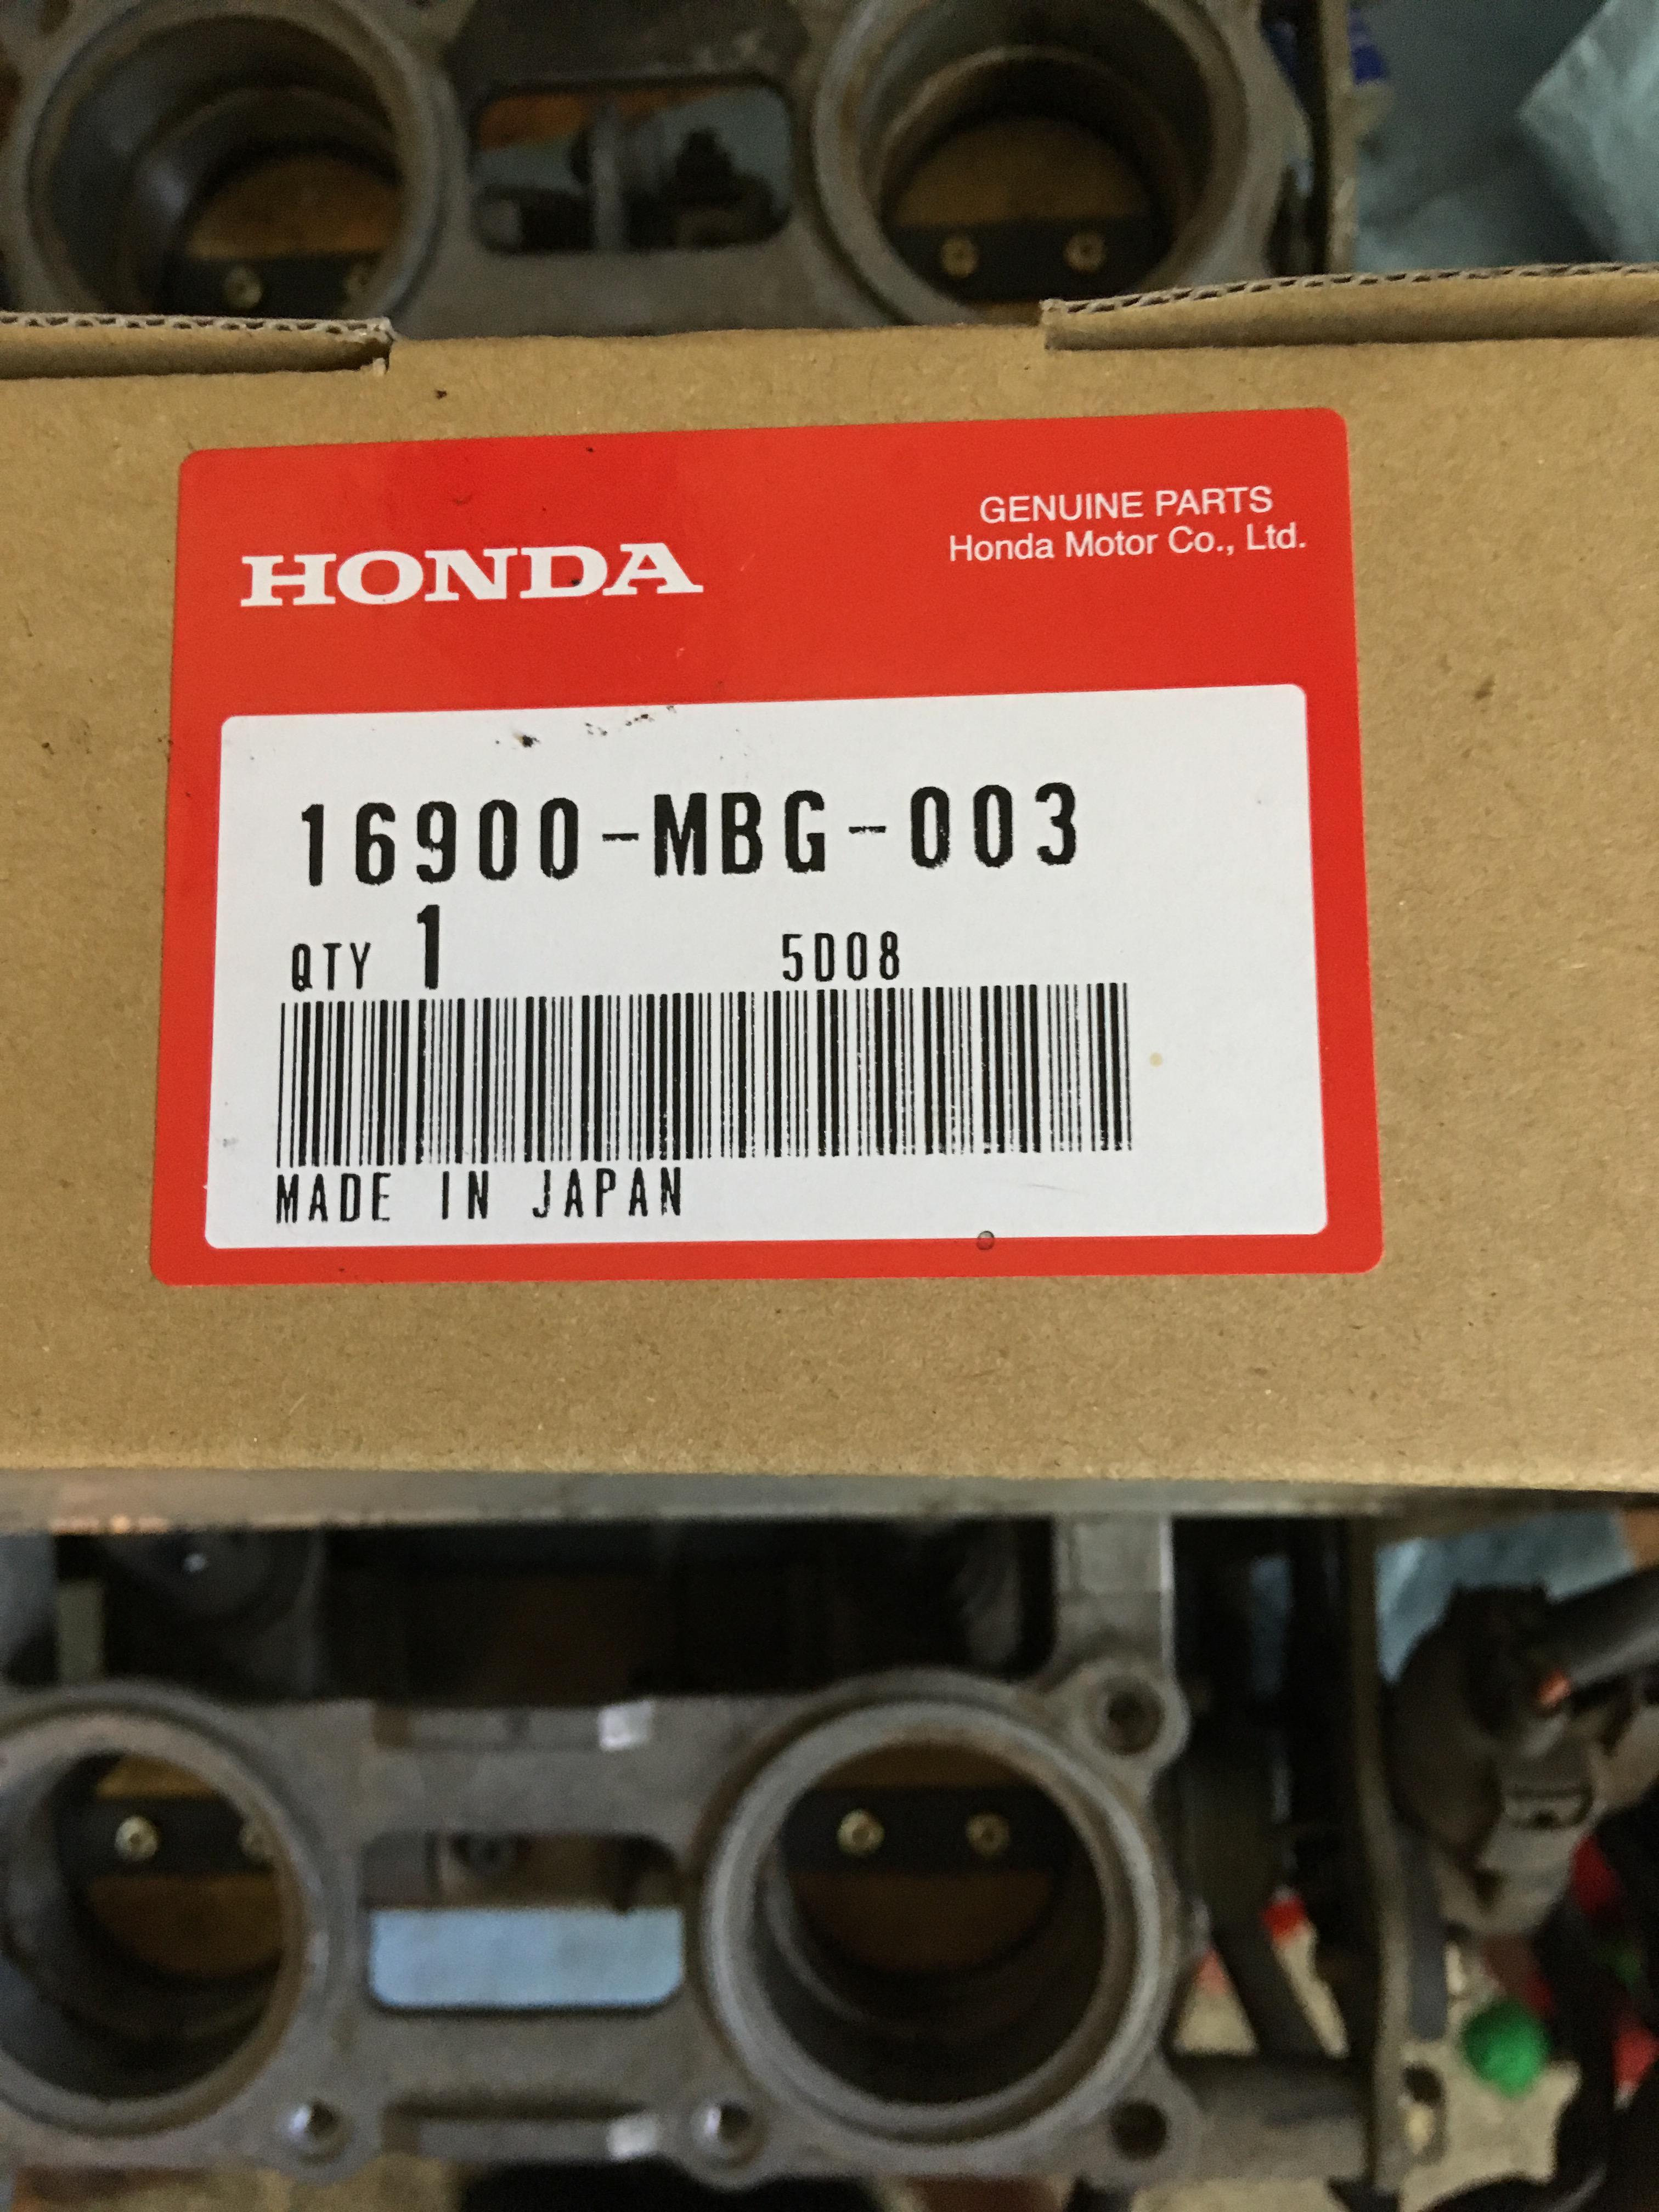 HONDA
GENUINE PARTS
Honda Motor Co., Ltd.
16900-MBG-003
QTY 1 5D08
MADE IN JAPAN